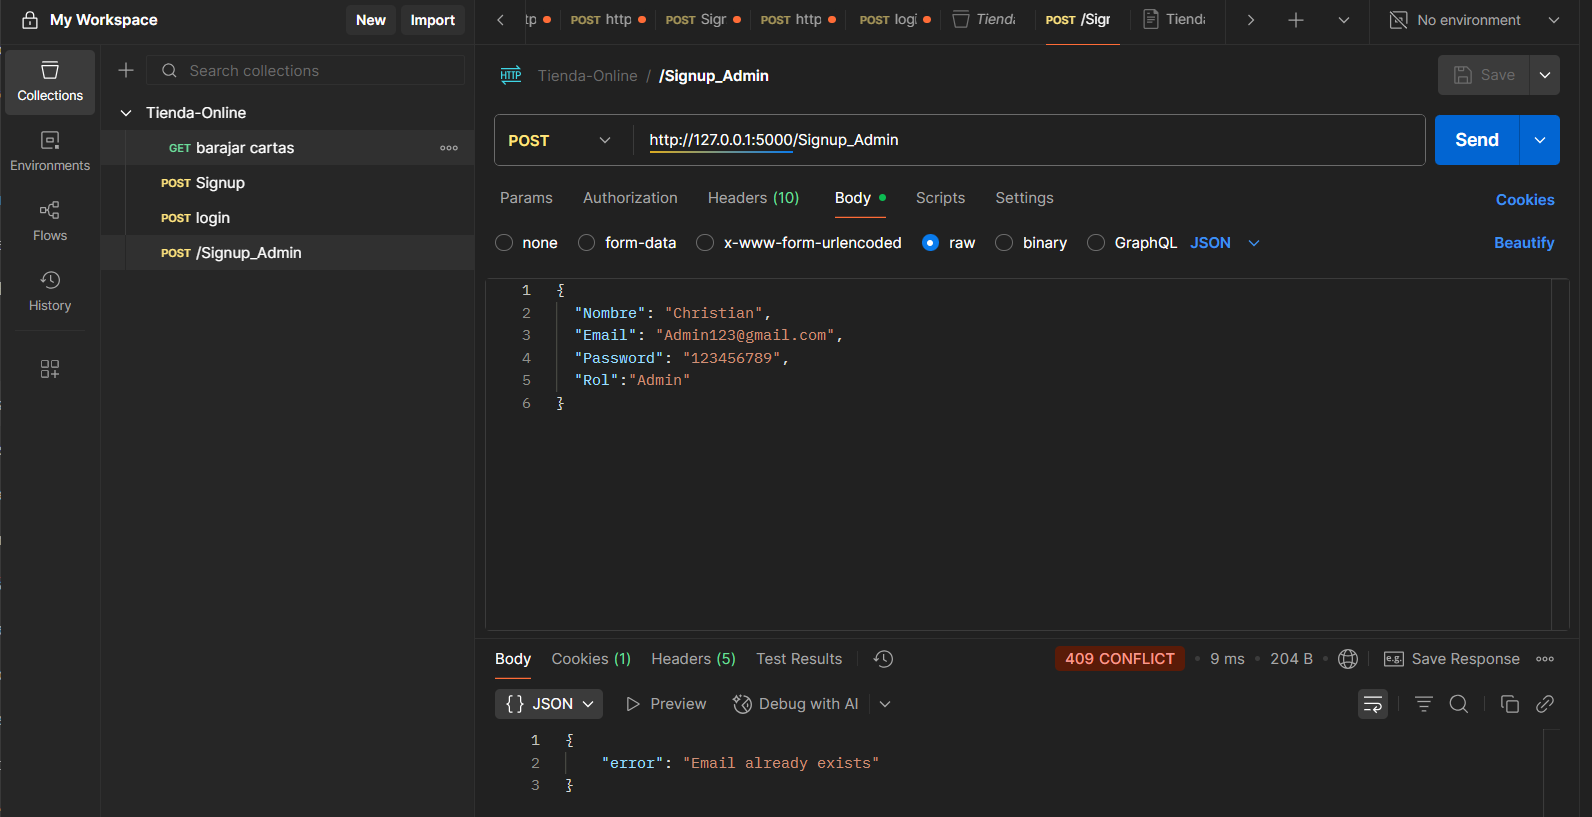 My Workspace
New
Import
tp
POST http
POST Sigr
POST http
POST logi
Tienda
POST /Sigr
Tienda
No environment
Collections
Environments
Flows
History
Search collections
Tienda-Online
GET barajar cartas
POST Signup
POST login
POST /Signup_Admin
HTTP Tienda-Online / /Signup_Admin
Save
POST
http://127.0.0.1:5000/Signup_Admin
Send
Params
Authorization
Headers (10)
Body
Scripts
Settings
Cookies
none
form-data
x-www-form-urlencoded
raw
binary
GraphQL
JSON
Beautify
1 {
2 "Nombre": "Christian",
3 "Email": "Admin123@gmail.com",
4 "Password": "123456789",
5 "Rol":"Admin"
6 }
Body
Cookies (1)
Headers (5)
Test Results
409 CONFLICT
9 ms
204 B
e.g. Save Response
{} JSON
Preview
Debug with AI
1 {
2 "error": "Email already exists"
3 }